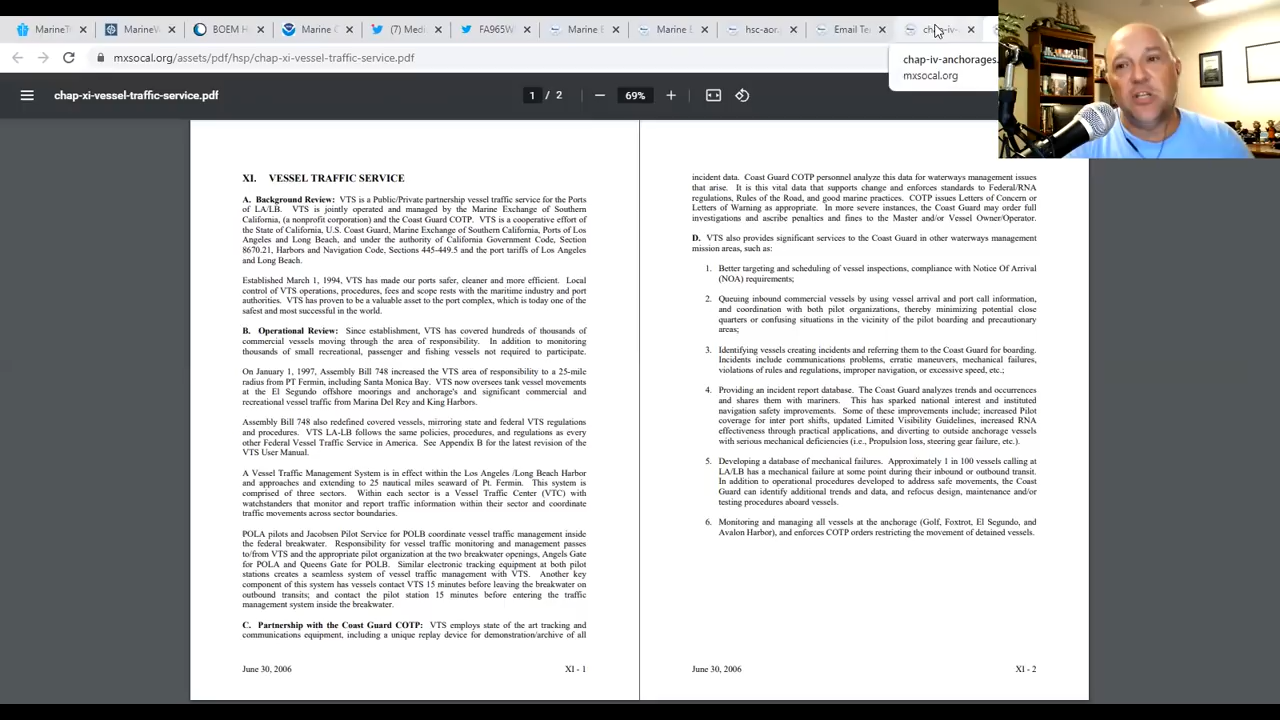 MarineT
MarineW
BOEM H
Marine C
(7) Medi
FA965W
Marine E
Marine E
hsc-aor.
Email Te
chap-iv-
mxsocal.org/assets/pdf/hsp/chap-xi-vessel-traffic-service.pdf
chap-iv-anchorages.
mxsocal.org
chap-xi-vessel-traffic-service.pdf
1 / 2
69%
XI. VESSEL TRAFFIC SERVICE
A. Background Review: VTS is a Public/Private partnership vessel traffic service for the Ports
of LA/LB. VTS is jointly operated and managed by the Marine Exchange of Southern
California, (a nonprofit corporation) and the Coast Guard COTP. VTS is a cooperative effort of
the State of California, U.S. Coast Guard, Marine Exchange of Southern California, Ports of Los
Angeles and Long Beach, and under the authority of California Government Code, Section
8670.21, Harbors and Navigation Code, Sections 445-449.5 and the port tariffs of Los Angeles
and Long Beach.
Established March 1, 1994, VTS has made our ports safer, cleaner and more efficient. Local
control of VTS operations, procedures, fees and scope rests with the maritime industry and port
authorities. VTS has proven to be a valuable asset to the port complex, which is today one of the
safest and most successful in the world.
B. Operational Review: Since establishment, VTS has covered hundreds of thousands of
commercial vessels moving through the area of responsibility. In addition to monitoring
thousands of small recreational, passenger and fishing vessels not required to participate.
On January 1, 1997, Assembly Bill 748 increased the VTS area of responsibility to a 25-mile
radius from PT Fermin, including Santa Monica Bay. VTS now oversees tank vessel movements
at the El Segundo offshore moorings and anchorage's and significant commercial and
recreational vessel traffic from Marina Del Rey and King Harbors.
Assembly Bill 748 also redefined covered vessels, mirroring state and federal VTS regulations
and procedures. VTS LA-LB follows the same policies, procedures, and regulations as every
other Federal Vessel Traffic Service in America. See Appendix B for the latest revision of the
VTS User Manual.
A Vessel Traffic Management System is in effect within the Los Angeles /Long Beach Harbor
and approaches and extending to 25 nautical miles seaward of Pt. Fermin. This system is
comprised of three sectors. Within each sector is a Vessel Traffic Center (VTC) with
watchstanders that monitor and report traffic information within their sector and coordinate
traffic movements across sector boundaries.
POLA pilots and Jacobsen Pilot Service for POLB coordinate vessel traffic management inside
the federal breakwater. Responsibility for vessel traffic monitoring and management passes
to/from VTS and the appropriate pilot organization at the two breakwater openings, Angels Gate
for POLA and Queens Gate for POLB. Similar electronic tracking equipment at both pilot
stations creates a seamless system of vessel traffic management with VTS. Another key
component of this system has vessels contact VTS 15 minutes before leaving the breakwater on
outbound transits; and contact the pilot station 15 minutes before entering the traffic
management system inside the breakwater.
C. Partnership with the Coast Guard COTP: VTS employs state of the art tracking and
communications equipment, including a unique replay device for demonstration/archive of all
June 30, 2006
XI - 1
incident data. Coast Guard COTP personnel analyze this data for waterways management issues
that arise. It is this vital data that supports change and enforces standards to Federal/RNA
regulations, Rules of the Road, and good marine practices. COTP issues Letters of Concern or
Letters of Warning as appropriate. In more severe instances, the Coast Guard may order full
investigations and ascribe penalties and fines to the Master and/or Vessel Owner/Operator.
D. VTS also provides significant services to the Coast Guard in other waterways management
mission areas, such as:
1. Better targeting and scheduling of vessel inspections, compliance with Notice Of Arrival
(NOA) requirements;
2. Queuing inbound commercial vessels by using vessel arrival and port call information,
and coordination with both pilot organizations, thereby minimizing potential close
quarters or confusing situations in the vicinity of the pilot boarding and precautionary
areas;
3. Identifying vessels creating incidents and referring them to the Coast Guard for boarding.
Incidents include communications problems, erratic maneuvers, mechanical failures,
violations of rules and regulations, improper navigation, or excessive speed, etc.;
4. Providing an incident report database. The Coast Guard analyzes trends and occurrences
and shares them with mariners. This has sparked national interest and instituted
navigation safety improvements. Some of these improvements include; increased Pilot
coverage for inter port shifts, updated Limited Visibility Guidelines, increased RNA
effectiveness through practical applications, and diverting to outside anchorage vessels
with serious mechanical deficiencies (i.e., Propulsion loss, steering gear failure, etc.).
5. Developing a database of mechanical failures. Approximately 1 in 100 vessels calling at
LA/LB has a mechanical failure at some point during their inbound or outbound transit.
In addition to operational procedures developed to address safe movements, the Coast
Guard can identify additional trends and data, and refocus design, maintenance and/or
testing procedures aboard vessels.
6. Monitoring and managing all vessels at the anchorage (Golf, Foxtrot, El Segundo, and
Avalon Harbor), and enforces COTP orders restricting the movement of detained vessels.
June 30, 2006
XI - 2